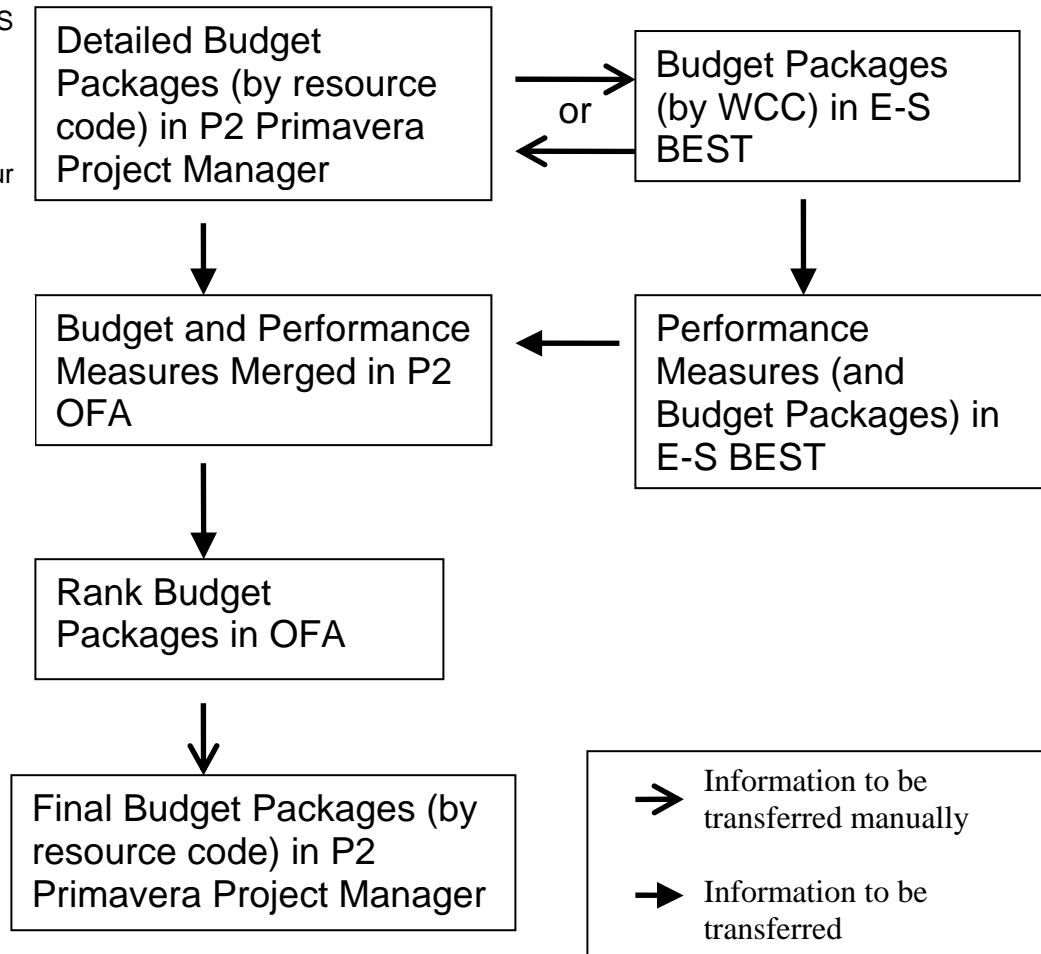 S
ur
Detailed Budget
Packages (by resource
code) in P2 Primavera
Project Manager
or
Budget Packages
(by WCC) in E-S
BEST
Budget and Performance
Measures Merged in P2
OFA
Performance
Measures (and
Budget Packages) in
E-S BEST
Rank Budget
Packages in OFA
Final Budget Packages (by
resource code) in P2
Primavera Project Manager
Information to be
transferred manually
Information to be
transferred